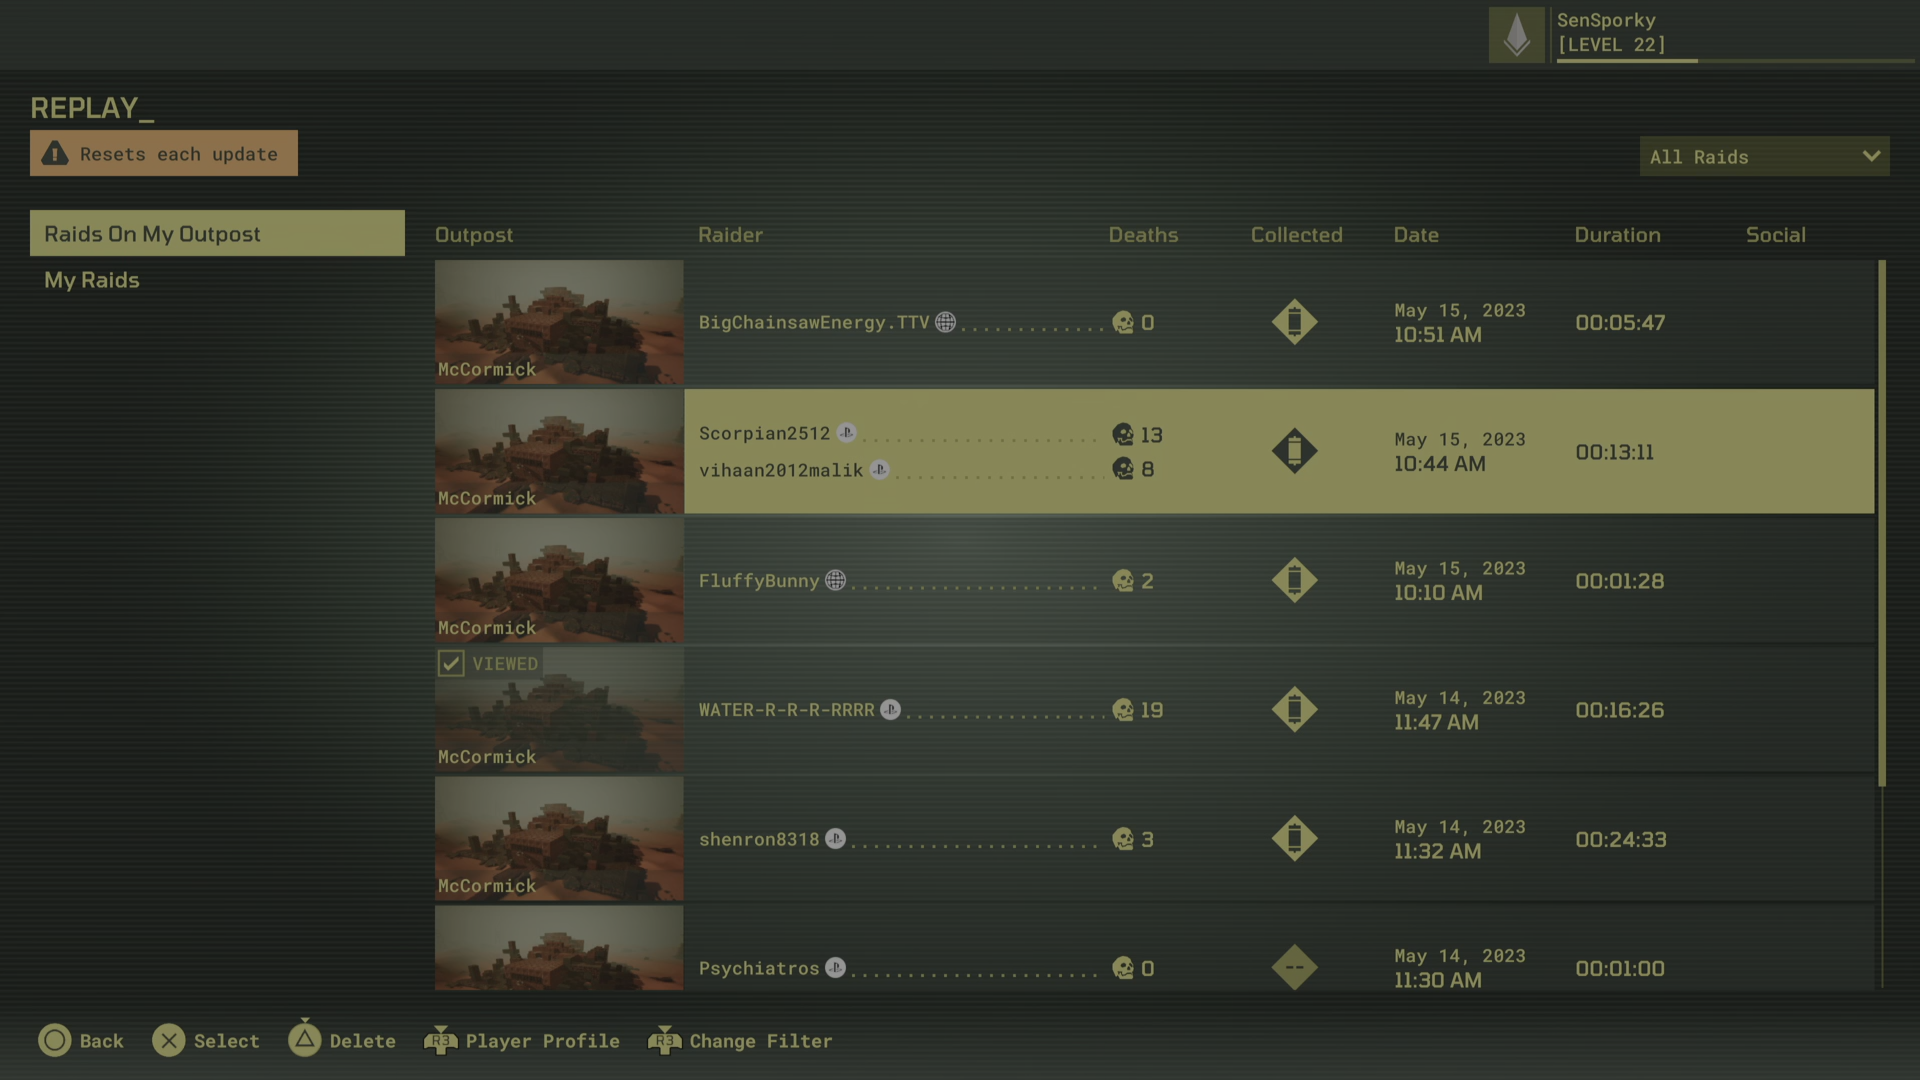 SenSporky
[LEVEL 22]
REPLAY_
Resets each update
All Raids
Raids On My Outpost
My Raids
Outpost Raider Deaths Collected Date Duration Social
McCormick
BigChainsawEnergy.TTV 0 May 15, 2023 10:51 AM 00:05:47
McCormick
Scorpian2512 13
vihaan2012malik 8
May 15, 2023 10:44 AM 00:13:11
McCormick
FluffyBunny 2 May 15, 2023 10:10 AM 00:01:28
VIEWED
McCormick
WATER-R-R-R-RRRR 19 May 14, 2023 11:47 AM 00:16:26
McCormick
shenron8318 3 May 14, 2023 11:32 AM 00:24:33
Psychiatros 0 -- May 14, 2023 11:30 AM 00:01:00
Back Select Delete R3 Player Profile R3 Change Filter